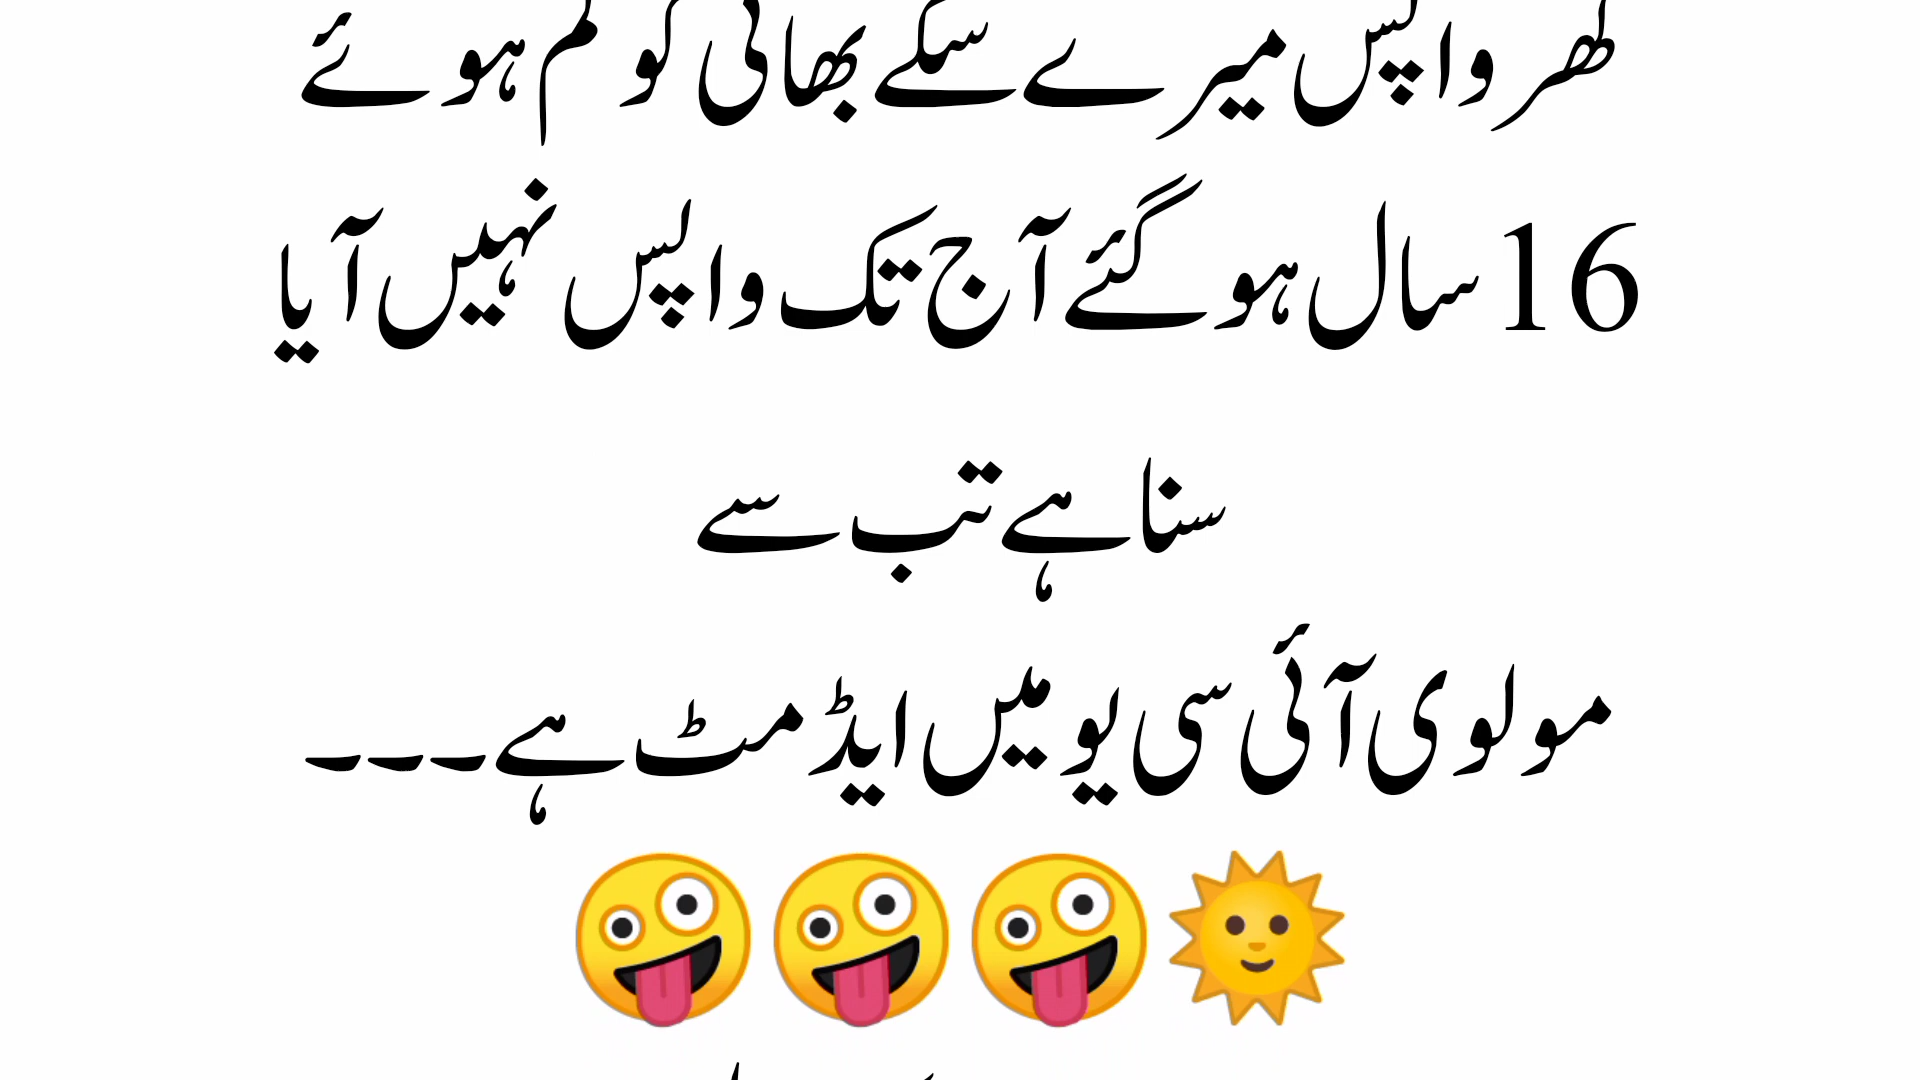 گھر واپس میرے سگے بھائی کو گم ہوئے
16 سال ہو گئے آج تک واپس نہیں آیا
سنا ہے تب سے
مولوی آئی سی یو میں ایڈمٹ ہے۔۔۔
🤪🤪🤪🌞